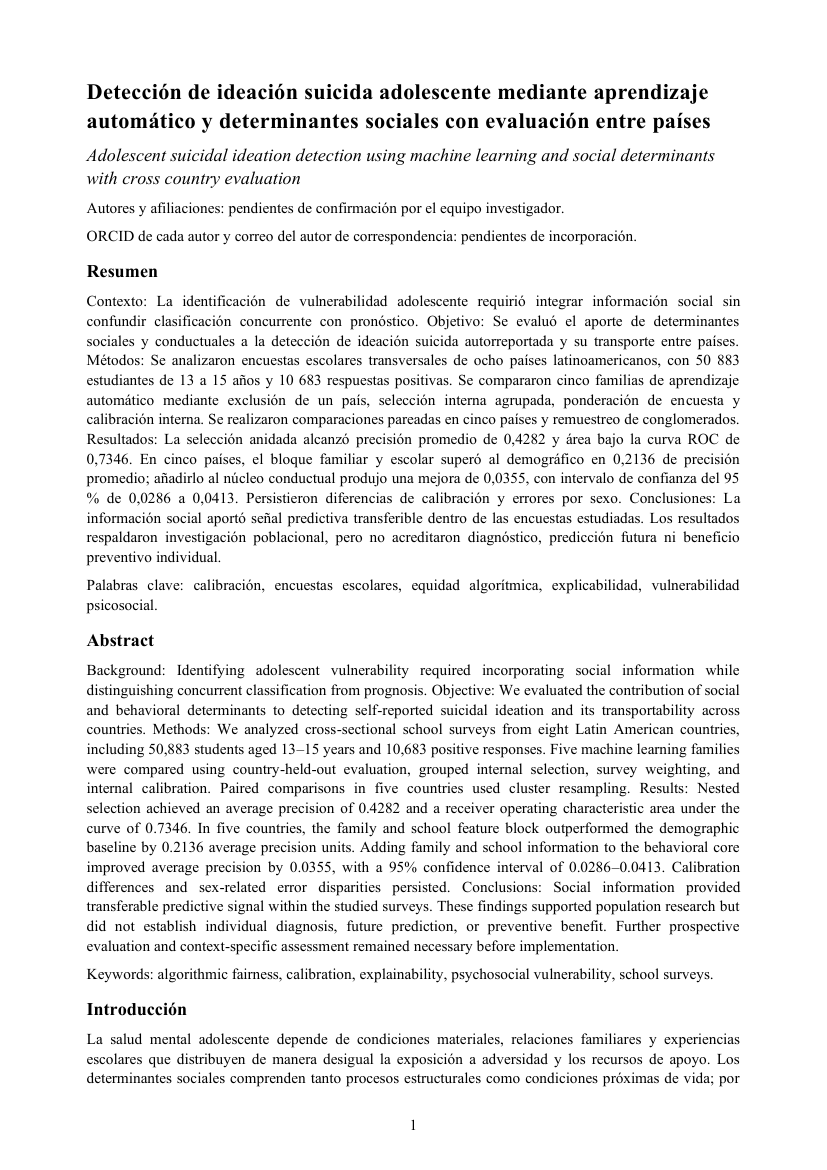 Detección de ideación suicida adolescente mediante aprendizaje
automático y determinantes sociales con evaluación entre países
Adolescent suicidal ideation detection using machine learning and social determinants
with cross country evaluation
Autores y afiliaciones: pendientes de confirmación por el equipo investigador.
ORCID de cada autor y correo del autor de correspondencia: pendientes de incorporación.
Resumen
Contexto: La identificación de vulnerabilidad adolescente requirió integrar información social sin
confundir clasificación concurrente con pronóstico. Objetivo: Se evaluó el aporte de determinantes
sociales y conductuales a la detección de ideación suicida autorreportada y su transporte entre países.
Métodos: Se analizaron encuestas escolares transversales de ocho países latinoamericanos, con 50 883
estudiantes de 13 a 15 años y 10 683 respuestas positivas. Se compararon cinco familias de aprendizaje
automático mediante exclusión de un país, selección interna agrupada, ponderación de encuesta y
calibración interna. Se realizaron comparaciones pareadas en cinco países y remuestreo de conglomerados.
Resultados: La selección anidada alcanzó precisión promedio de 0,4282 y área bajo la curva ROC de
0,7346. En cinco países, el bloque familiar y escolar superó al demográfico en 0,2136 de precisión
promedio; añadirlo al núcleo conductual produjo una mejora de 0,0355, con intervalo de confianza del 95
% de 0,0286 a 0,0413. Persistieron diferencias de calibración y errores por sexo. Conclusiones: La
información social aportó señal predictiva transferible dentro de las encuestas estudiadas. Los resultados
respaldaron investigación poblacional, pero no acreditaron diagnóstico, predicción futura ni beneficio
preventivo individual.
Palabras clave: calibración, encuestas escolares, equidad algorítmica, explicabilidad, vulnerabilidad
psicosocial.
Abstract
Background: Identifying adolescent vulnerability required incorporating social information while
distinguishing concurrent classification from prognosis. Objective: We evaluated the contribution of social
and behavioral determinants to detecting self-reported suicidal ideation and its transportability across
countries. Methods: We analyzed cross-sectional school surveys from eight Latin American countries,
including 50,883 students aged 13–15 years and 10,683 positive responses. Five machine learning families
were compared using country-held-out evaluation, grouped internal selection, survey weighting, and
internal calibration. Paired comparisons in five countries used cluster resampling. Results: Nested
selection achieved an average precision of 0.4282 and a receiver operating characteristic area under the
curve of 0.7346. In five countries, the family and school feature block outperformed the demographic
baseline by 0.2136 average precision units. Adding family and school information to the behavioral core
improved average precision by 0.0355, with a 95% confidence interval of 0.0286–0.0413. Calibration
differences and sex-related error disparities persisted. Conclusions: Social information provided
transferable predictive signal within the studied surveys. These findings supported population research but
did not establish individual diagnosis, future prediction, or preventive benefit. Further prospective
evaluation and context-specific assessment remained necessary before implementation.
Keywords: algorithmic fairness, calibration, explainability, psychosocial vulnerability, school surveys.
Introducción
La salud mental adolescente depende de condiciones materiales, relaciones familiares y experiencias
escolares que distribuyen de manera desigual la exposición a adversidad y los recursos de apoyo. Los
determinantes sociales comprenden tanto procesos estructurales como condiciones próximas de vida; por
1